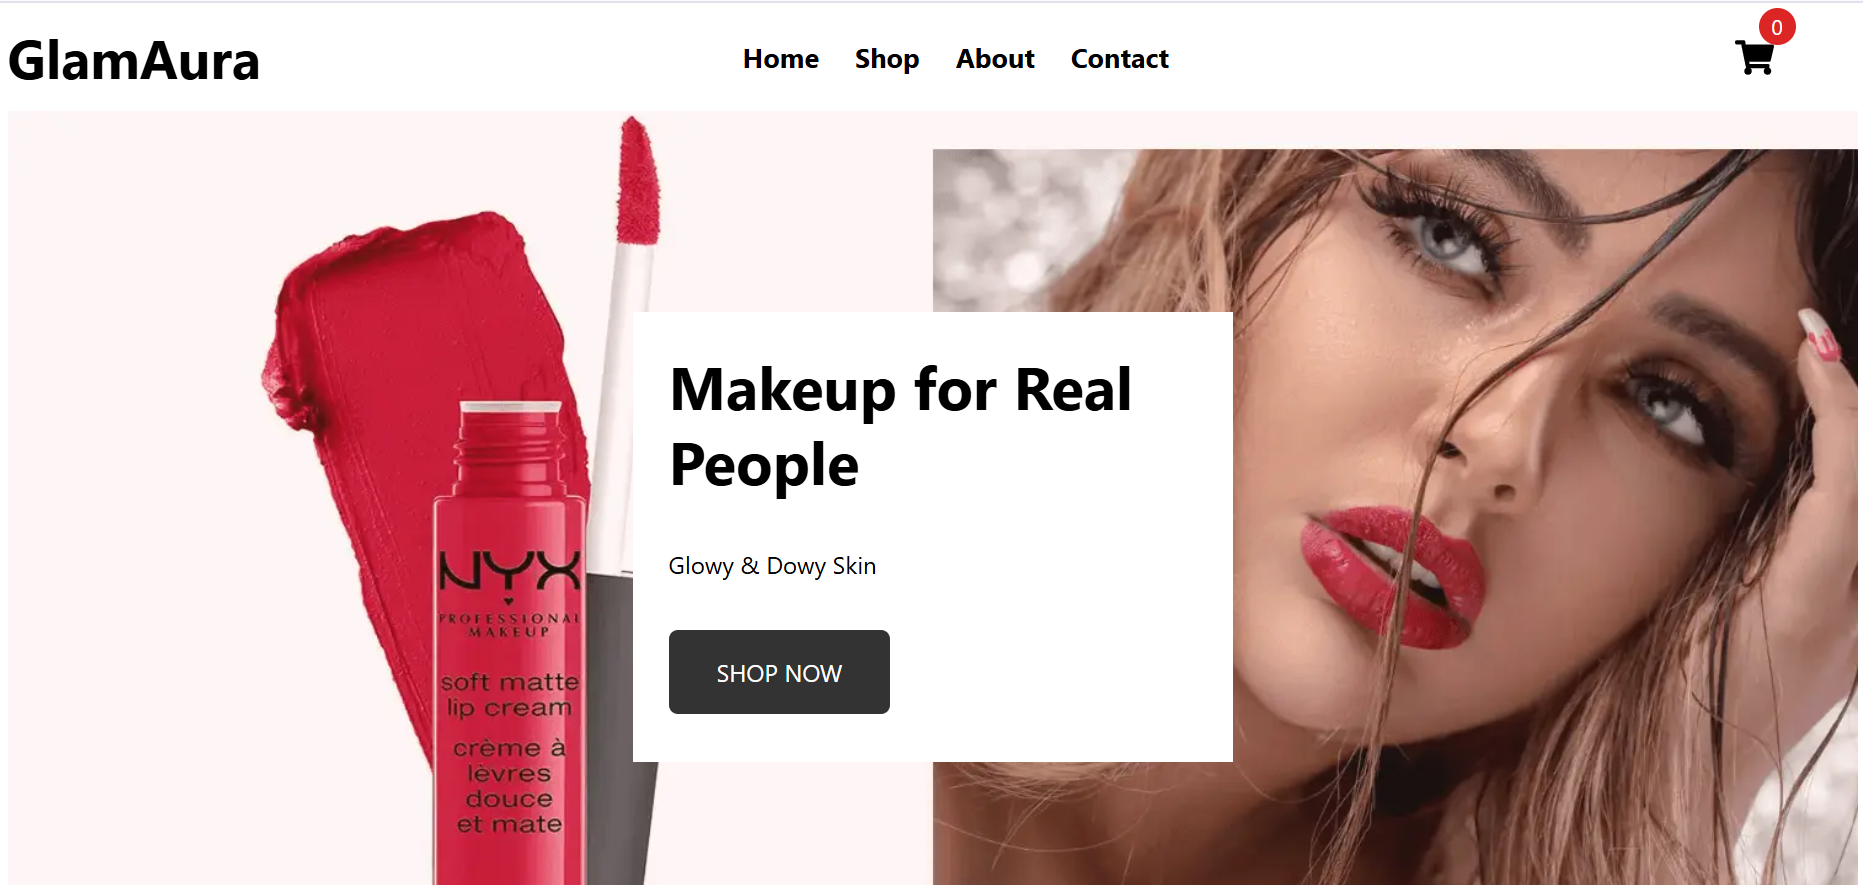 GlamAura
Home Shop About Contact
0
Makeup for Real
People
Glowy & Dowy Skin
SHOP NOW
NYX
PROFESSIONAL
MAKEUP
soft matte
lip cream
crème à
lèvres
douce
et mate